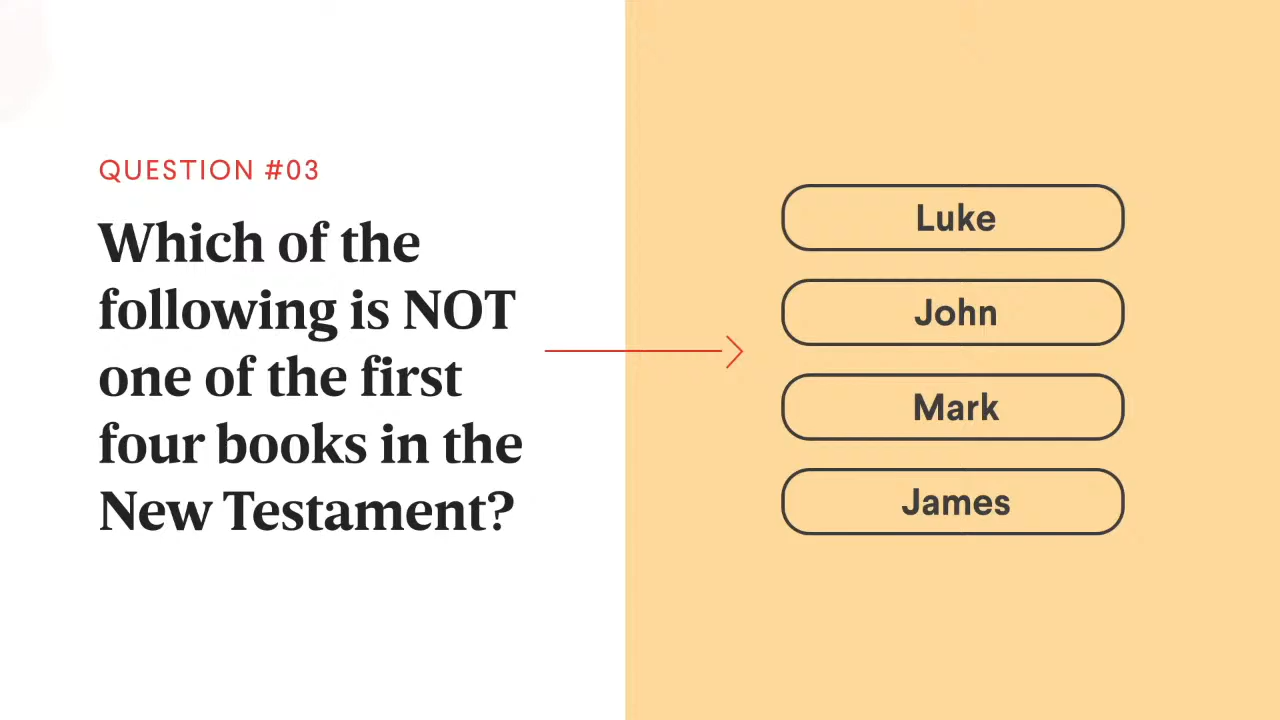 QUESTION #03
Which of the
following is NOT
one of the first
four books in the
New Testament?
Luke
John
Mark
James